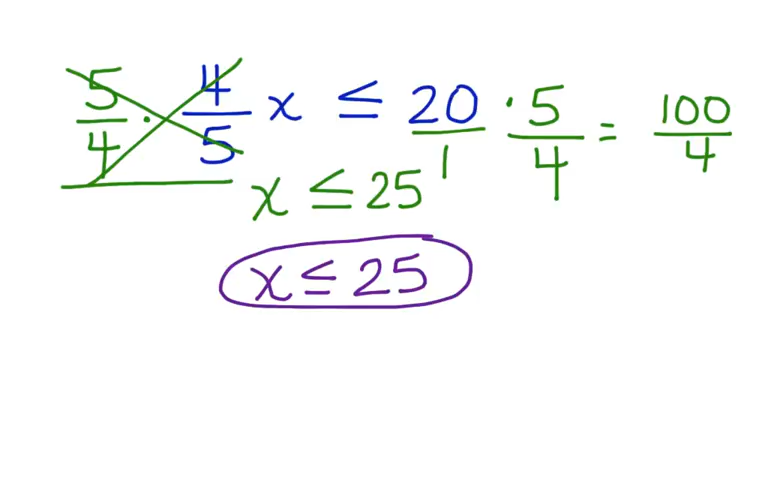 5/4 · 4/5 x ≤ 20/1 · 5/4 = 100/4
x ≤ 25
x ≤ 25